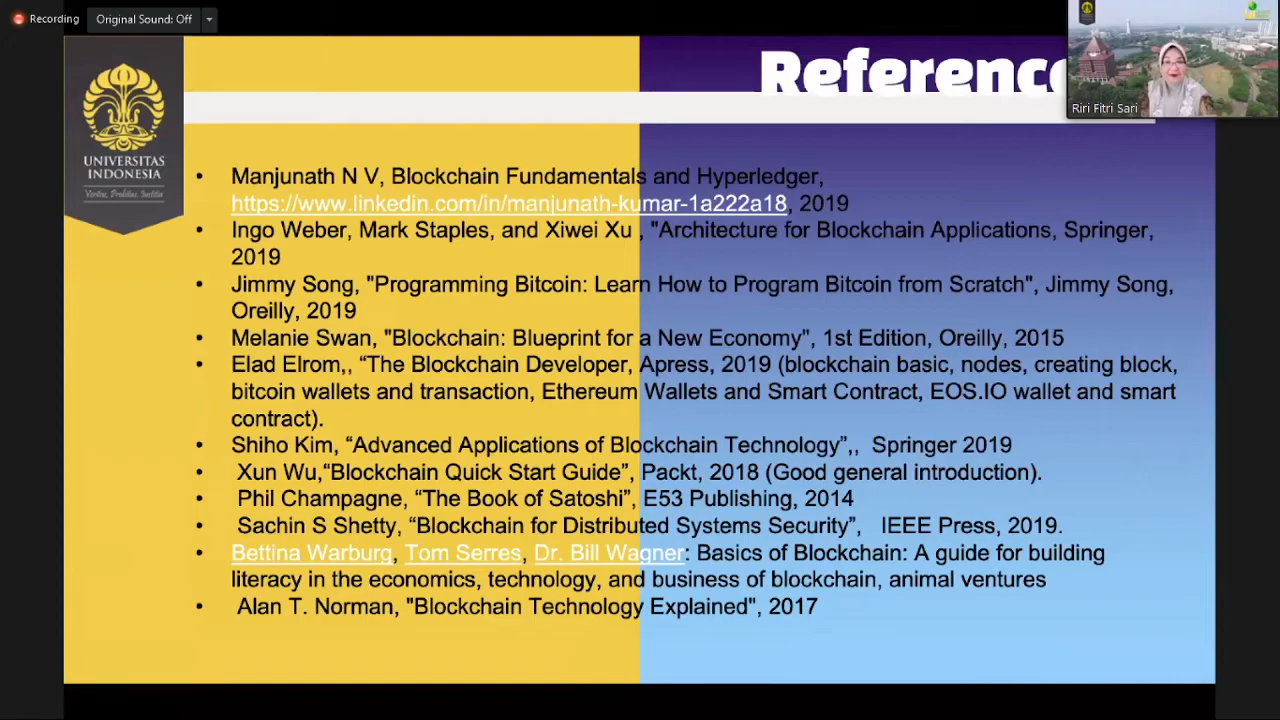 Recording
Original Sound: Off
Reference
Riri Fitri Sari
UNIVERSITAS
INDONESIA
Veritas, Probitas, Iustitia
• Manjunath N V, Blockchain Fundamentals and Hyperledger,
https://www.linkedin.com/in/manjunath-kumar-1a222a18, 2019
• Ingo Weber, Mark Staples, and Xiwei Xu , "Architecture for Blockchain Applications, Springer,
2019
• Jimmy Song, "Programming Bitcoin: Learn How to Program Bitcoin from Scratch", Jimmy Song,
Oreilly, 2019
• Melanie Swan, "Blockchain: Blueprint for a New Economy", 1st Edition, Oreilly, 2015
• Elad Elrom,, “The Blockchain Developer, Apress, 2019 (blockchain basic, nodes, creating block,
bitcoin wallets and transaction, Ethereum Wallets and Smart Contract, EOS.IO wallet and smart
contract).
• Shiho Kim, “Advanced Applications of Blockchain Technology”,, Springer 2019
• Xun Wu,“Blockchain Quick Start Guide”, Packt, 2018 (Good general introduction).
• Phil Champagne, “The Book of Satoshi”, E53 Publishing, 2014
• Sachin S Shetty, “Blockchain for Distributed Systems Security”, IEEE Press, 2019.
• Bettina Warburg, Tom Serres, Dr. Bill Wagner: Basics of Blockchain: A guide for building
literacy in the economics, technology, and business of blockchain, animal ventures
• Alan T. Norman, "Blockchain Technology Explained", 2017